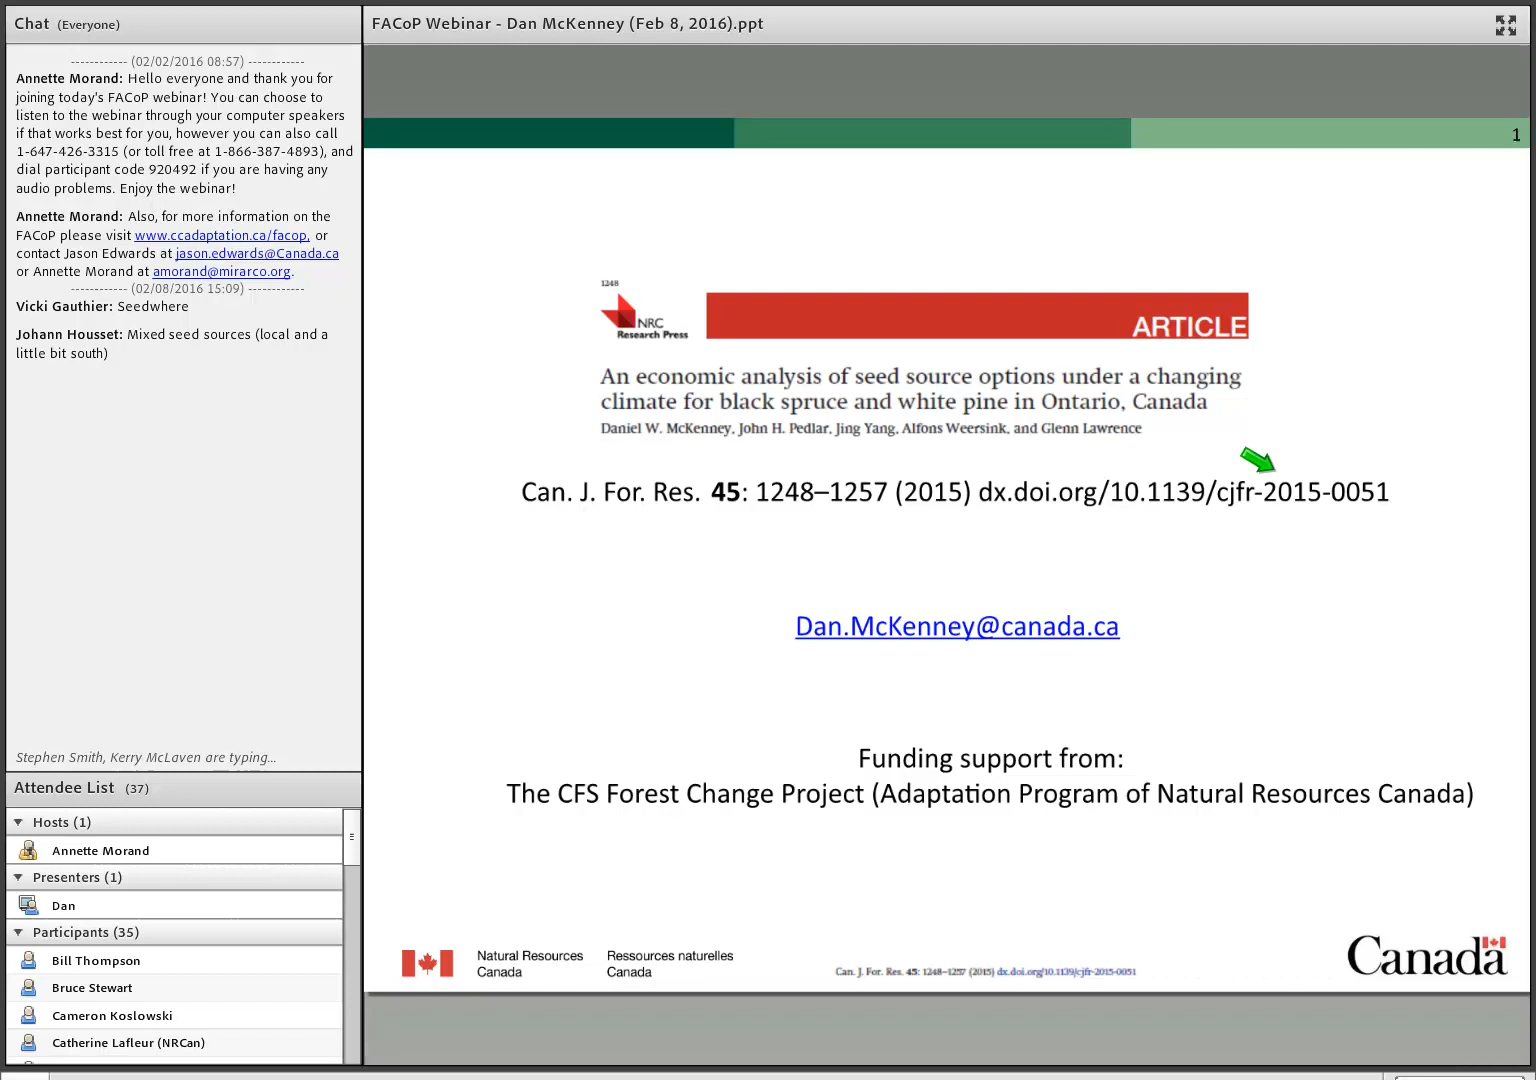 Chat (Everyone)
------------ (02/02/2016 08:57) ------------
Annette Morand: Hello everyone and thank you for
joining today's FACoP webinar! You can choose to
listen to the webinar through your computer speakers
if that works best for you, however you can also call
1-647-426-3315 (or toll free at 1-866-387-4893), and
dial participant code 920492 if you are having any
audio problems. Enjoy the webinar!
Annette Morand: Also, for more information on the
FACoP please visit www.ccadaptation.ca/facop, or
contact Jason Edwards at jason.edwards@Canada.ca
or Annette Morand at amorand@mirarco.org.
------------ (02/08/2016 15:09) ------------
Vicki Gauthier: Seedwhere
Johann Housset: Mixed seed sources (local and a
little bit south)
Stephen Smith, Kerry McLaven are typing...
Attendee List (37)
Hosts (1)
Annette Morand
Presenters (1)
Dan
Participants (35)
Bill Thompson
Bruce Stewart
Cameron Koslowski
Catherine Lafleur (NRCan)
FACoP Webinar - Dan McKenney (Feb 8, 2016).ppt
1
1248
NRC
Research Press
ARTICLE
An economic analysis of seed source options under a changing
climate for black spruce and white pine in Ontario, Canada
Daniel W. McKenney, John H. Pedlar, Jing Yang, Alfons Weersink, and Glenn Lawrence
Can. J. For. Res. 45: 1248–1257 (2015) dx.doi.org/10.1139/cjfr-2015-0051
Dan.McKenney@canada.ca
Funding support from:
The CFS Forest Change Project (Adaptation Program of Natural Resources Canada)
Natural Resources
Canada
Ressources naturelles
Canada
Can. J. For. Res. 45: 1248–1257 (2015) dx.doi.org/10.1139/cjfr-2015-0051
Canada